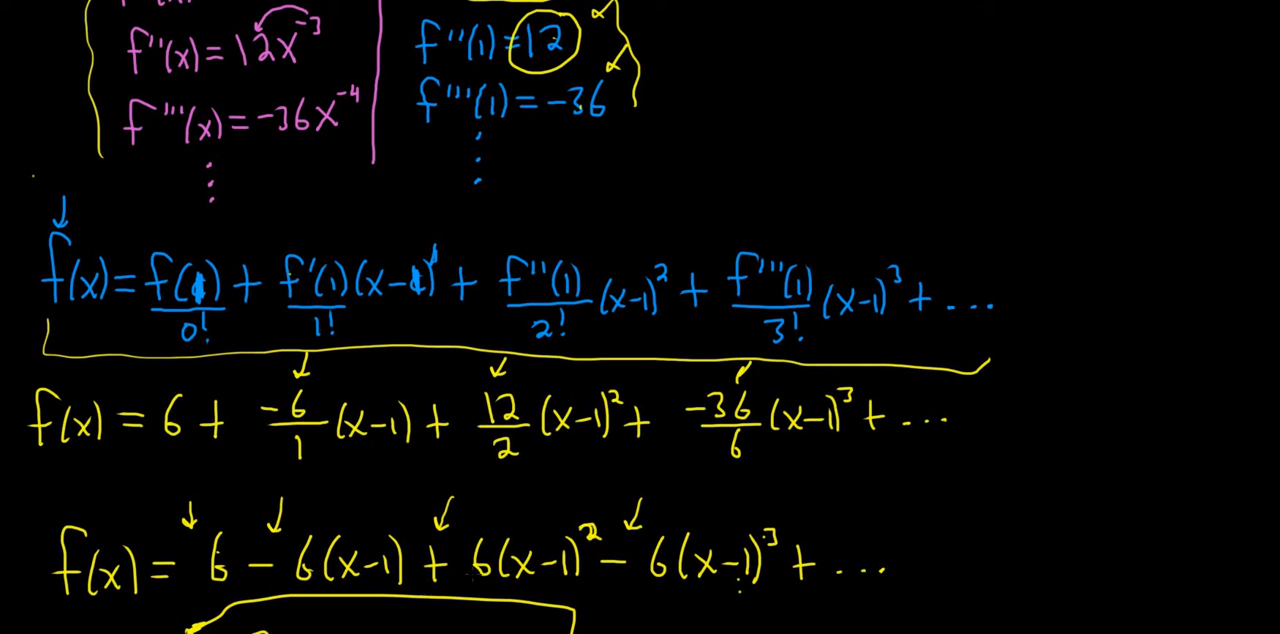 f''(x) = 12x⁻³
f''(1) = 12
f'''(x) = -36x⁻⁴
f'''(1) = -36
⋮
⋮
f(x) = f(1)/0! + f'(1)/1! (x-1)¹ + f''(1)/2! (x-1)² + f'''(1)/3! (x-1)³ + ...
f(x) = 6 + -6/1 (x-1) + 12/2 (x-1)² + -36/6 (x-1)³ + ...
f(x) = 6 - 6(x-1) + 6(x-1)² - 6(x-1)³ + ...